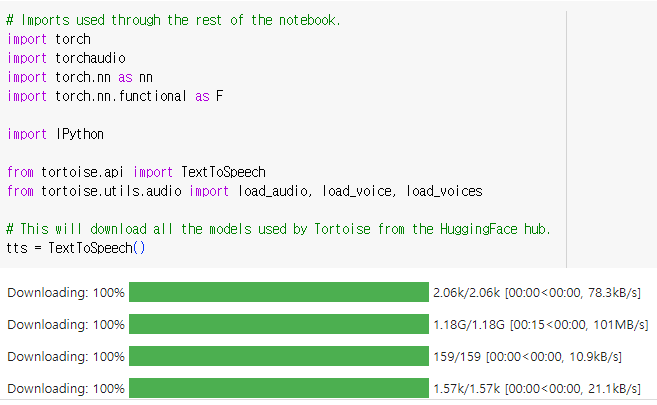 # Imports used through the rest of the notebook.
import torch
import torchaudio
import torch.nn as nn
import torch.nn.functional as F
import IPython
from tortoise.api import TextToSpeech
from tortoise.utils.audio import load_audio, load_voice, load_voices
# This will download all the models used by Tortoise from the HuggingFace hub.
tts = TextToSpeech()
Downloading: 100% 2.06k/2.06k [00:00<00:00, 78.3kB/s]
Downloading: 100% 1.18G/1.18G [00:15<00:00, 101MB/s]
Downloading: 100% 159/159 [00:00<00:00, 10.9kB/s]
Downloading: 100% 1.57k/1.57k [00:00<00:00, 21.1kB/s]